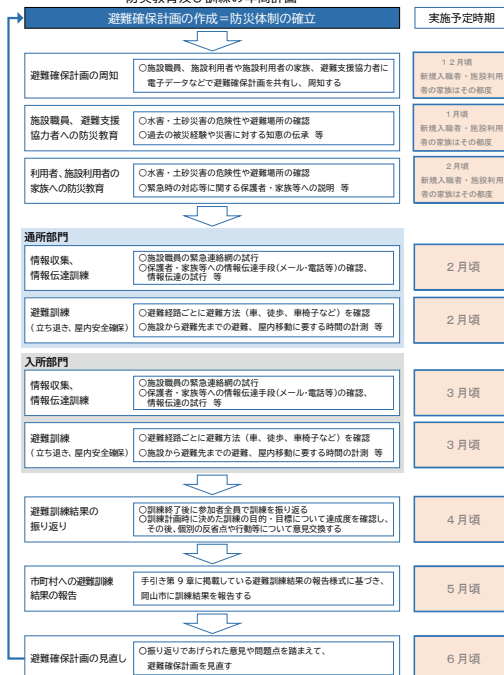 防災教育及び訓練の年間計画
避難確保計画の作成＝防災体制の確立
実施予定時期
避難確保計画の周知
○施設職員、施設利用者や施設利用者の家族、避難支援協力者に
電子データなどで避難確保計画を共有し、周知する
12月頃
新規入職者・施設利用
者の家族はその都度
施設職員、避難支援
協力者への防災教育
○水害・土砂災害の危険性や避難場所の確認
○過去の被災経験や災害に対する知恵の伝承 等
1月頃
新規入職者・施設利用
者の家族はその都度
利用者、施設利用者の
家族への防災教育
○水害・土砂災害の危険性や避難場所の確認
○緊急時の対応等に関する保護者・家族等への説明 等
2月頃
新規入職者・施設利用
者の家族はその都度
通所部門
情報収集、
情報伝達訓練
○施設職員の緊急連絡網の試行
○保護者・家族等への情報伝達手段(メール・電話等)の確認、
情報伝達の試行 等
2月頃
避難訓練
(立ち退き、屋内安全確保)
○避難経路ごとに避難方法（車、徒歩、車椅子など）を確認
○施設から避難先までの避難、屋内移動に要する時間の計測 等
2月頃
入所部門
情報収集、
情報伝達訓練
○施設職員の緊急連絡網の試行
○保護者・家族等への情報伝達手段(メール・電話等)の確認、
情報伝達の試行 等
3月頃
避難訓練
(立ち退き、屋内安全確保)
○避難経路ごとに避難方法（車、徒歩、車椅子など）を確認
○施設から避難先までの避難、屋内移動に要する時間の計測 等
3月頃
避難訓練結果の
振り返り
○訓練終了後に参加者全員で訓練を振り返る
○訓練計画時に決めた訓練の目的・目標について達成度を確認し、
その後、個別の反省点や行動等について意見交換する
4月頃
市町村への避難訓練
結果の報告
手引き第9章に掲載している避難訓練結果の報告様式に基づき、
岡山市に訓練結果を報告する
5月頃
避難確保計画の見直し
○振り返りであげられた意見や問題点を踏まえて、
避難確保計画を見直す
6月頃